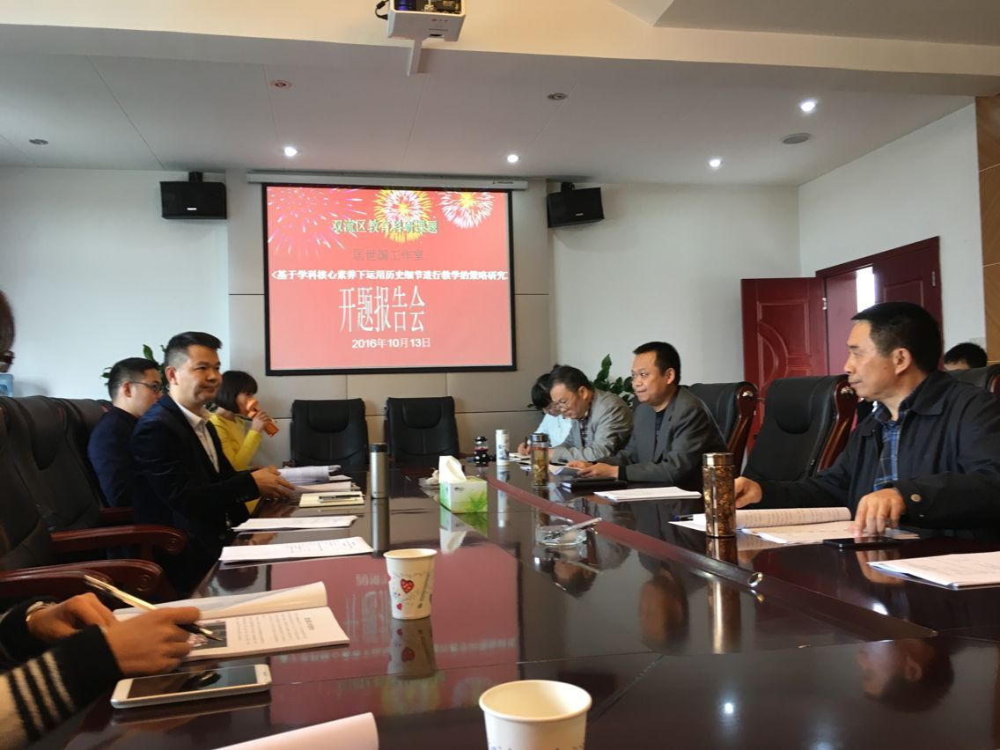 双流区教育科研课题
匡世国工作室
<基于学科核心素养下运用历史细节进行教学的策略研究>
开题报告会
2016年10月13日